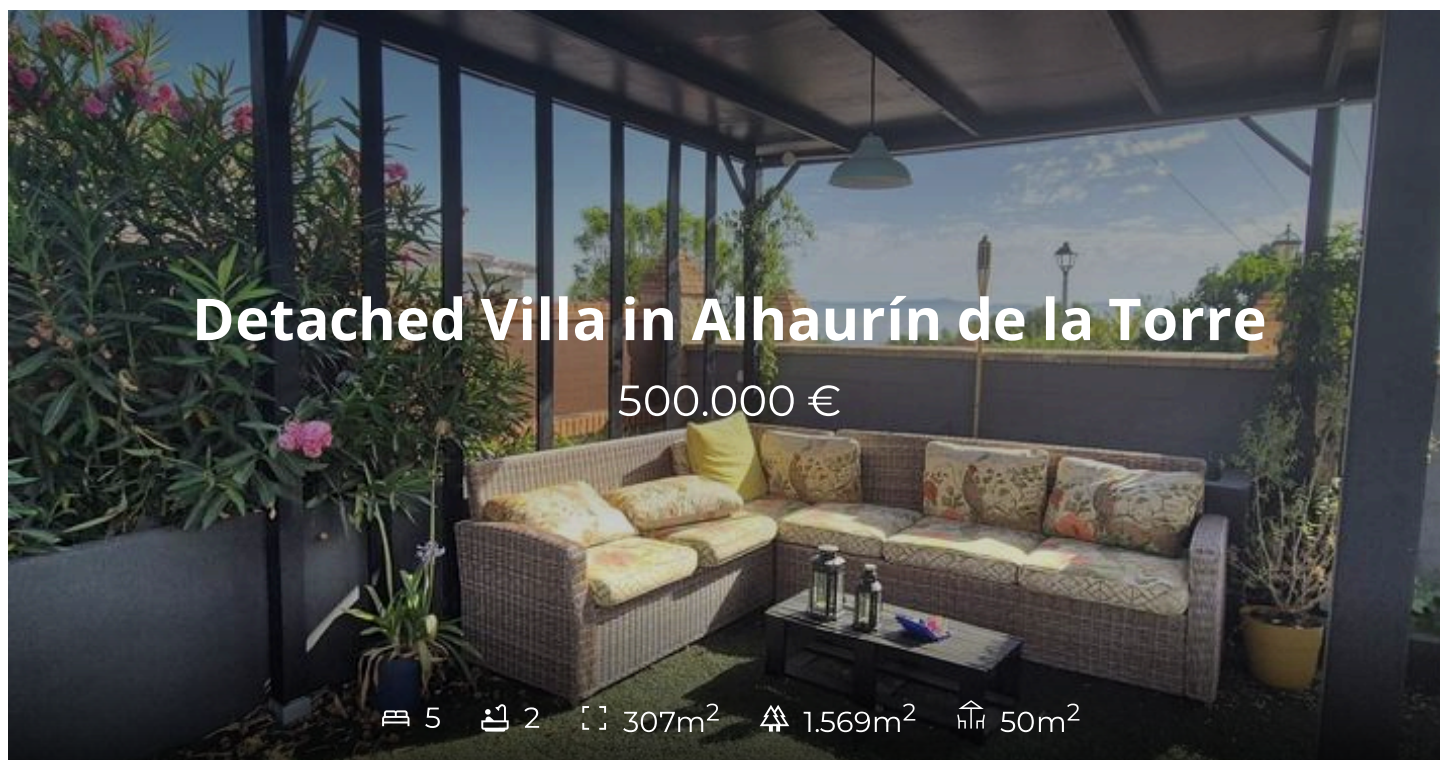 Detached Villa in Alhaurín de la Torre
500.000 €
5 2 307m² 1.569m² 50m²